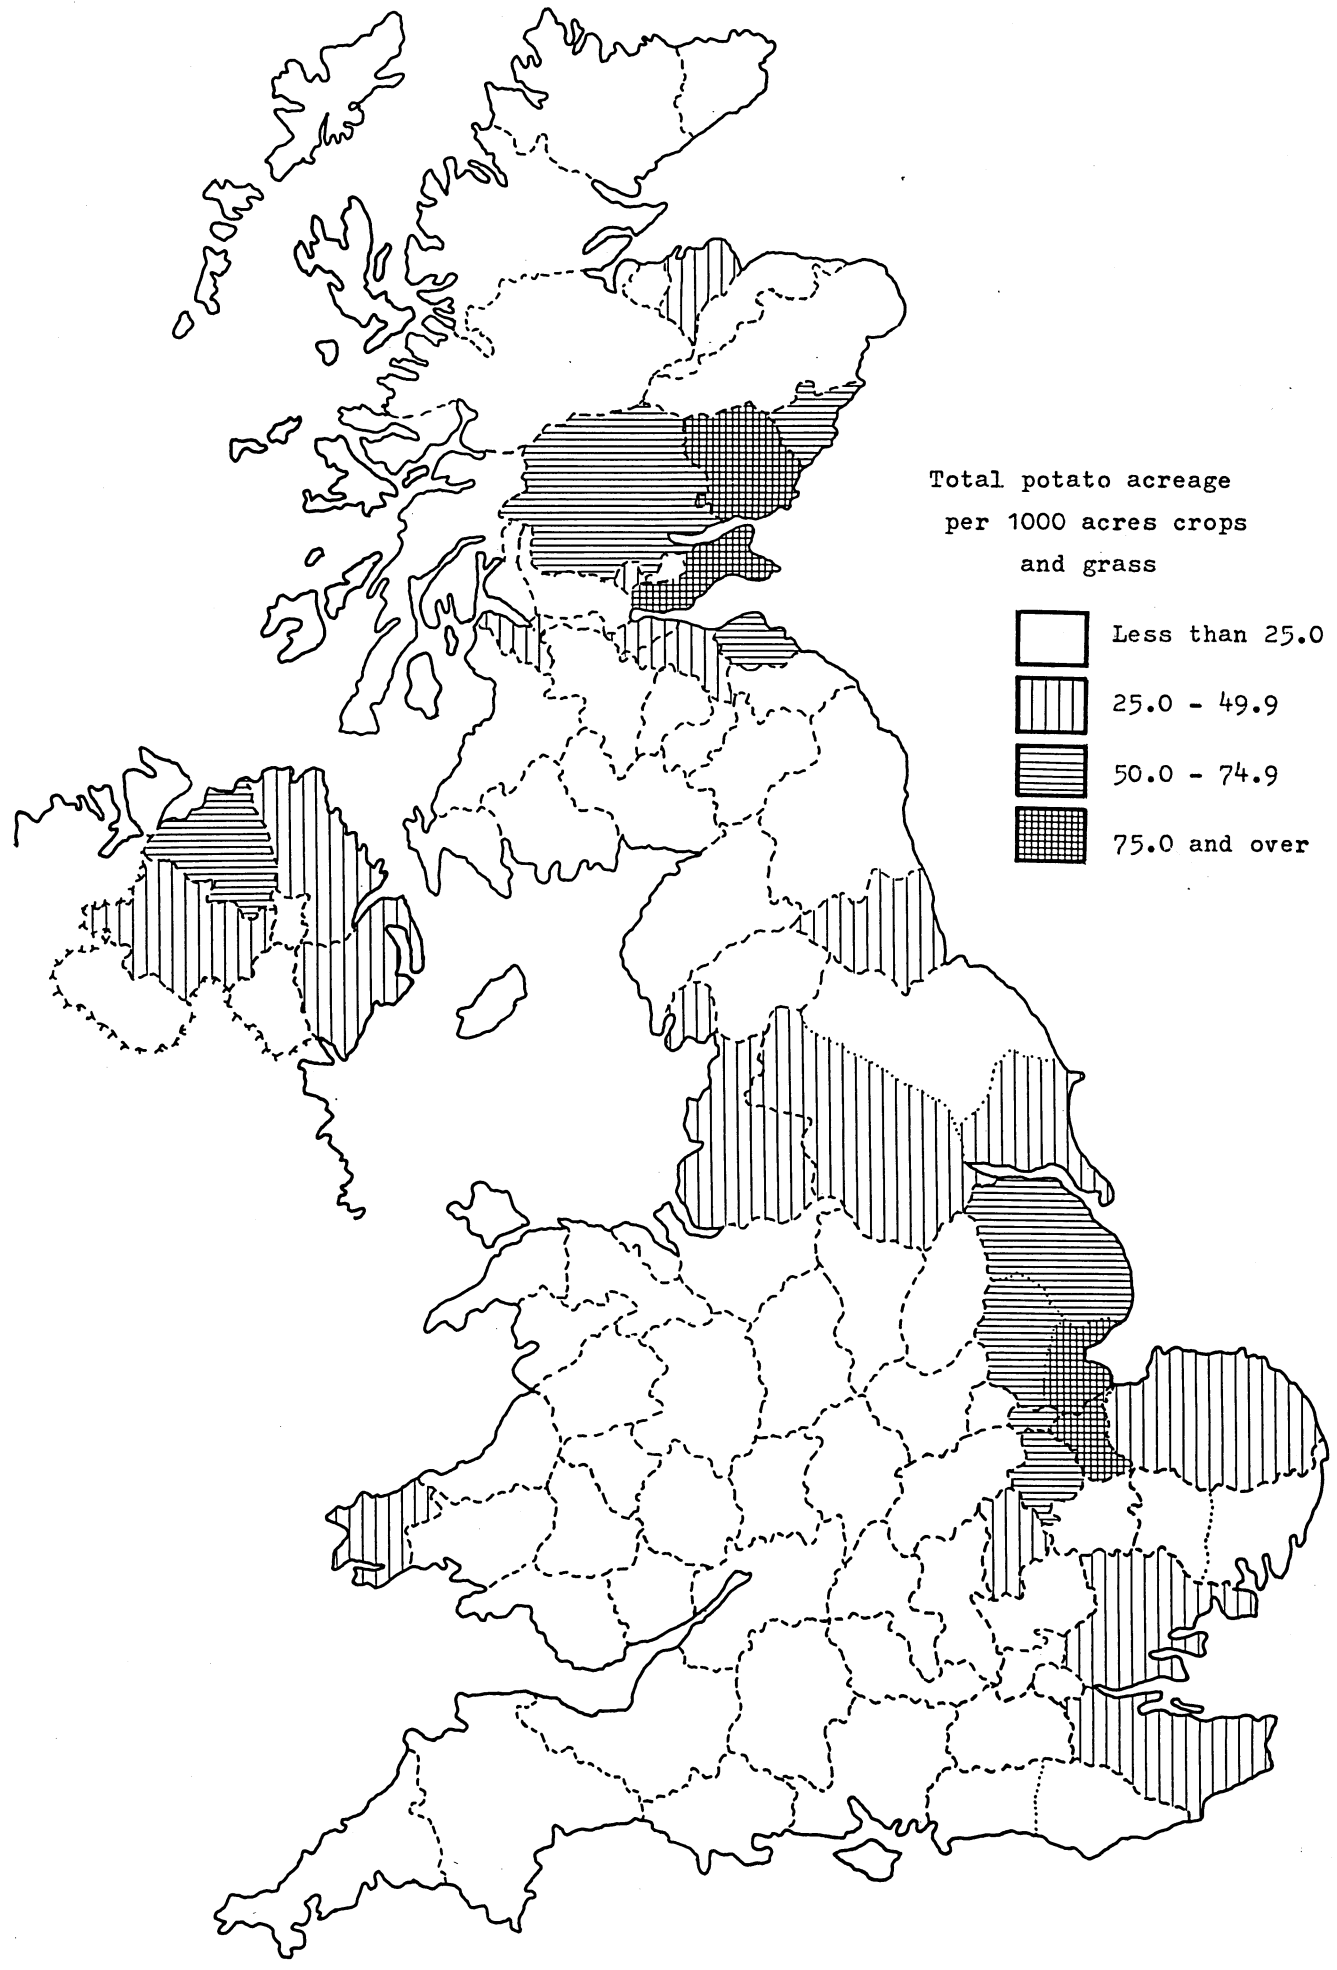 Total potato acreage
per 1000 acres crops
and grass
Less than 25.0
25.0 - 49.9
50.0 - 74.9
75.0 and over